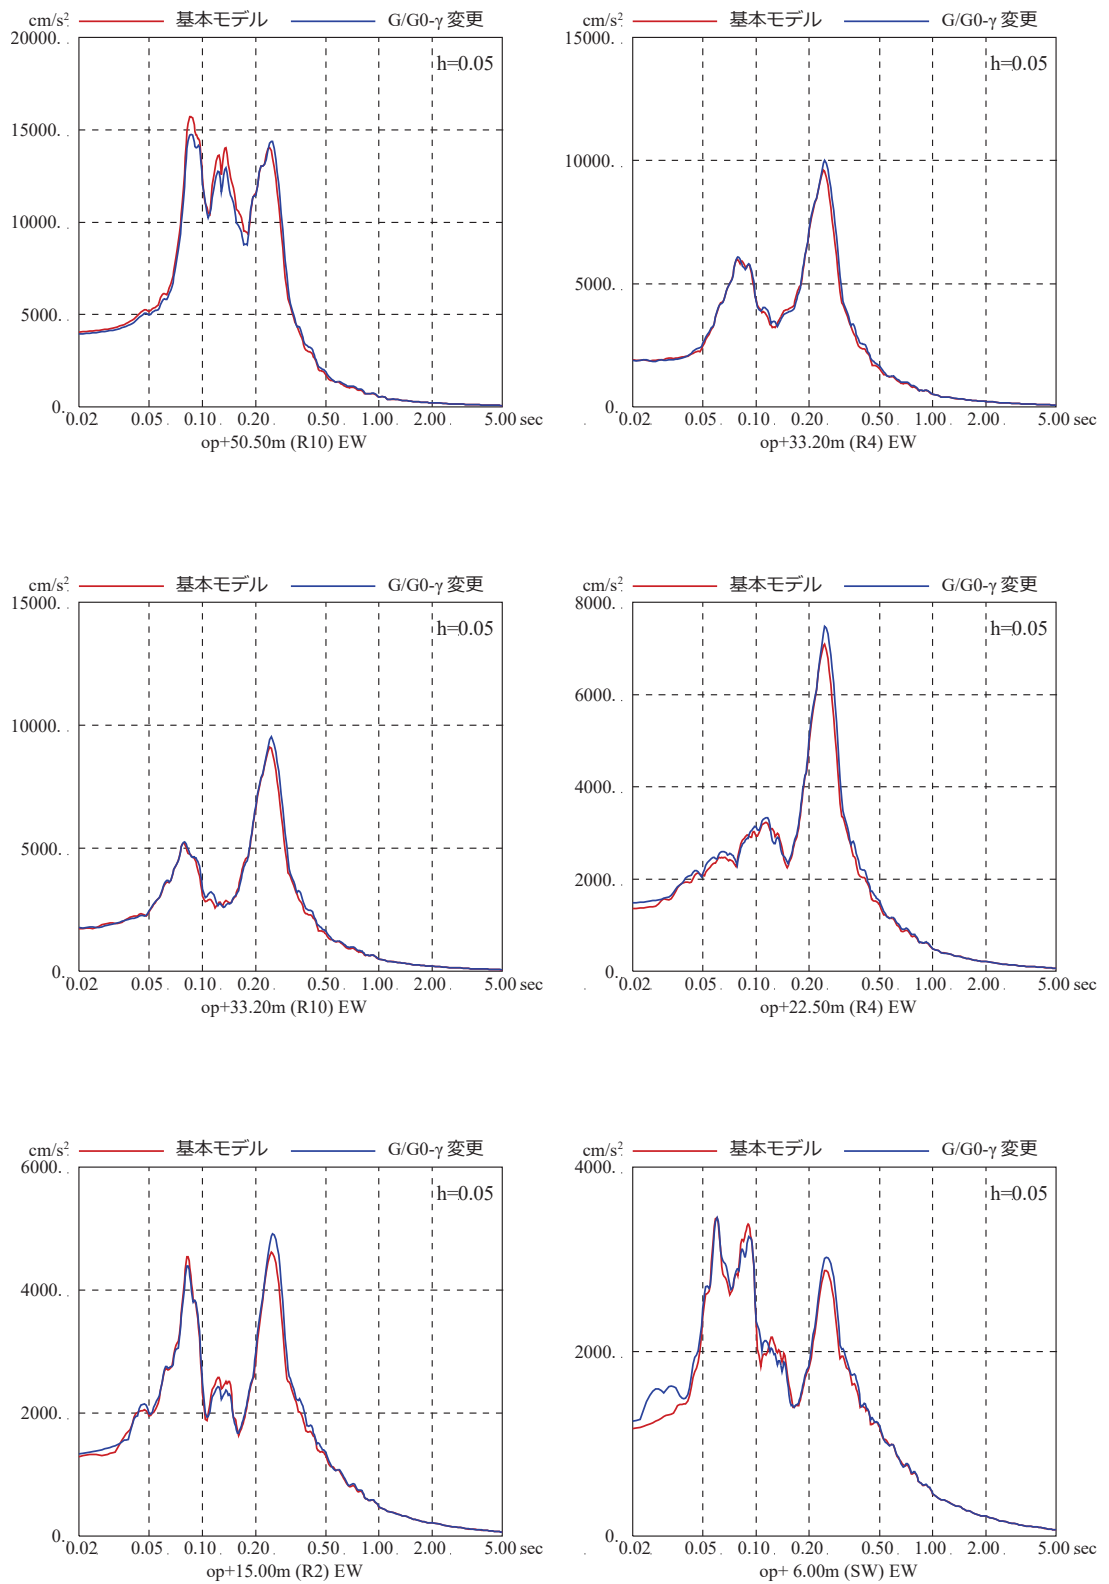 cm/s² 基本モデル G/G0-γ 変更
20000.
h=0.05
15000.
10000.
5000.
0.
0.02 0.05 0.10 0.20 0.50 1.00 2.00 5.00 sec
op+50.50m (R10) EW
cm/s² 基本モデル G/G0-γ 変更
15000.
h=0.05
10000.
5000.
0.
0.02 0.05 0.10 0.20 0.50 1.00 2.00 5.00 sec
op+33.20m (R4) EW
cm/s² 基本モデル G/G0-γ 変更
15000.
h=0.05
10000.
5000.
0.
0.02 0.05 0.10 0.20 0.50 1.00 2.00 5.00 sec
op+33.20m (R10) EW
cm/s² 基本モデル G/G0-γ 変更
8000.
h=0.05
6000.
4000.
2000.
0.
0.02 0.05 0.10 0.20 0.50 1.00 2.00 5.00 sec
op+22.50m (R4) EW
cm/s² 基本モデル G/G0-γ 変更
6000.
h=0.05
4000.
2000.
0.
0.02 0.05 0.10 0.20 0.50 1.00 2.00 5.00 sec
op+15.00m (R2) EW
cm/s² 基本モデル G/G0-γ 変更
4000.
h=0.05
2000.
0.
0.02 0.05 0.10 0.20 0.50 1.00 2.00 5.00 sec
op+ 6.00m (SW) EW